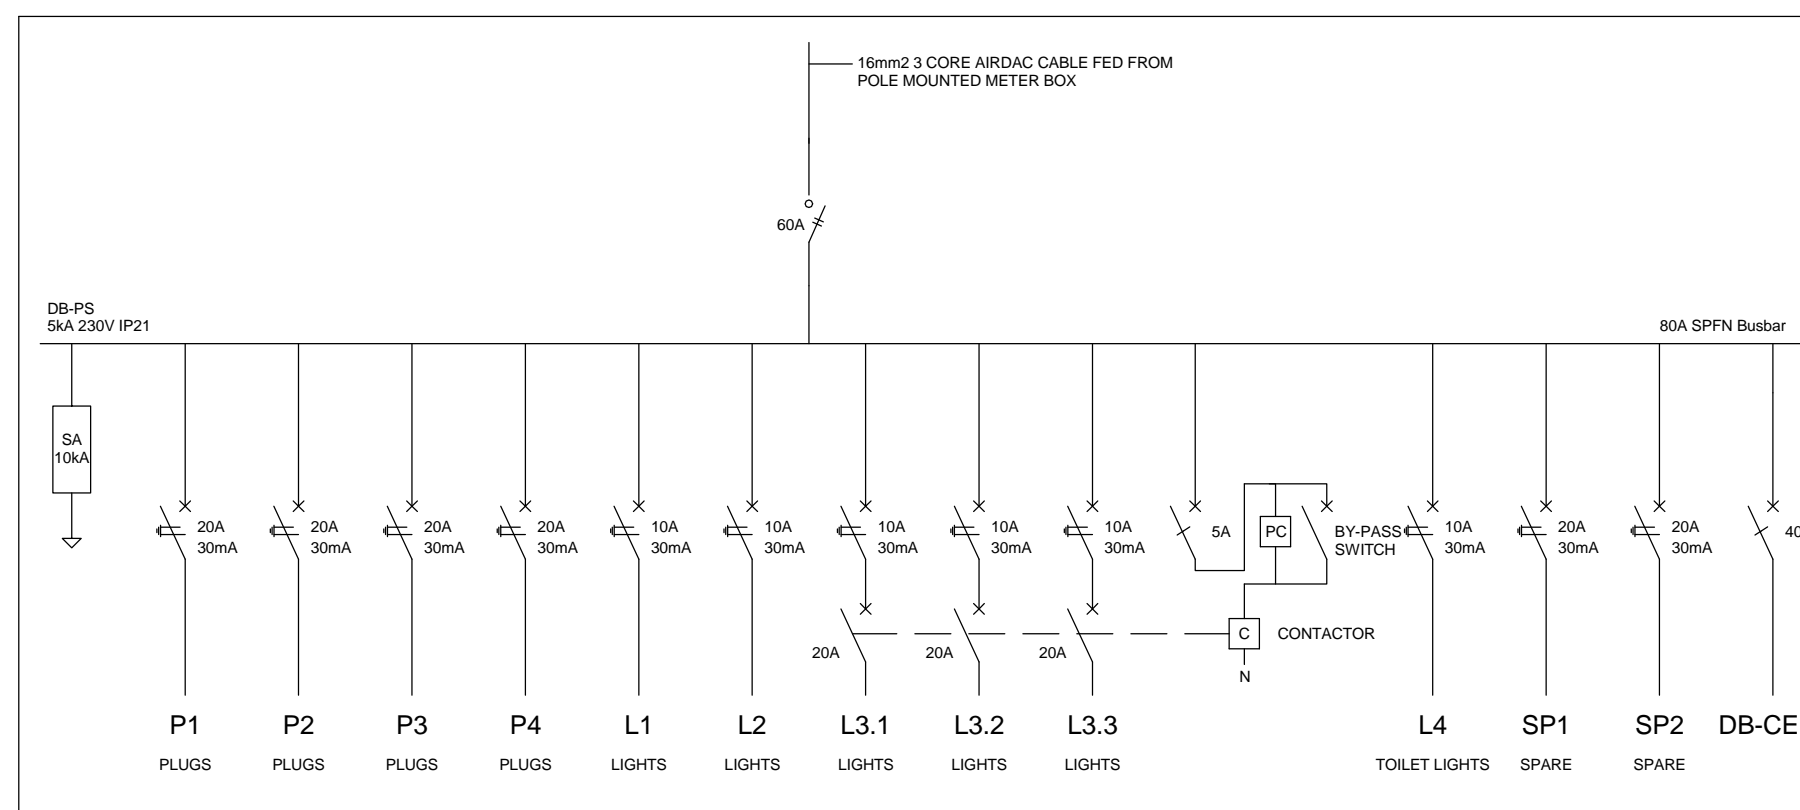 16mm2 3 CORE AIRDAC CABLE FED FROM
POLE MOUNTED METER BOX
60A
DB-PS
5kA 230V IP21
80A SPFN Busbar
SA
10kA
20A
30mA
20A
30mA
20A
30mA
20A
30mA
10A
30mA
10A
30mA
10A
30mA
10A
30mA
10A
30mA
5A
PC
BY-PASS
SWITCH
10A
30mA
20A
30mA
20A
30mA
40
20A
20A
20A
C
CONTACTOR
N
P1
P2
P3
P4
L1
L2
L3.1
L3.2
L3.3
L4
SP1
SP2
DB-CE
PLUGS
PLUGS
PLUGS
PLUGS
LIGHTS
LIGHTS
LIGHTS
LIGHTS
LIGHTS
TOILET LIGHTS
SPARE
SPARE